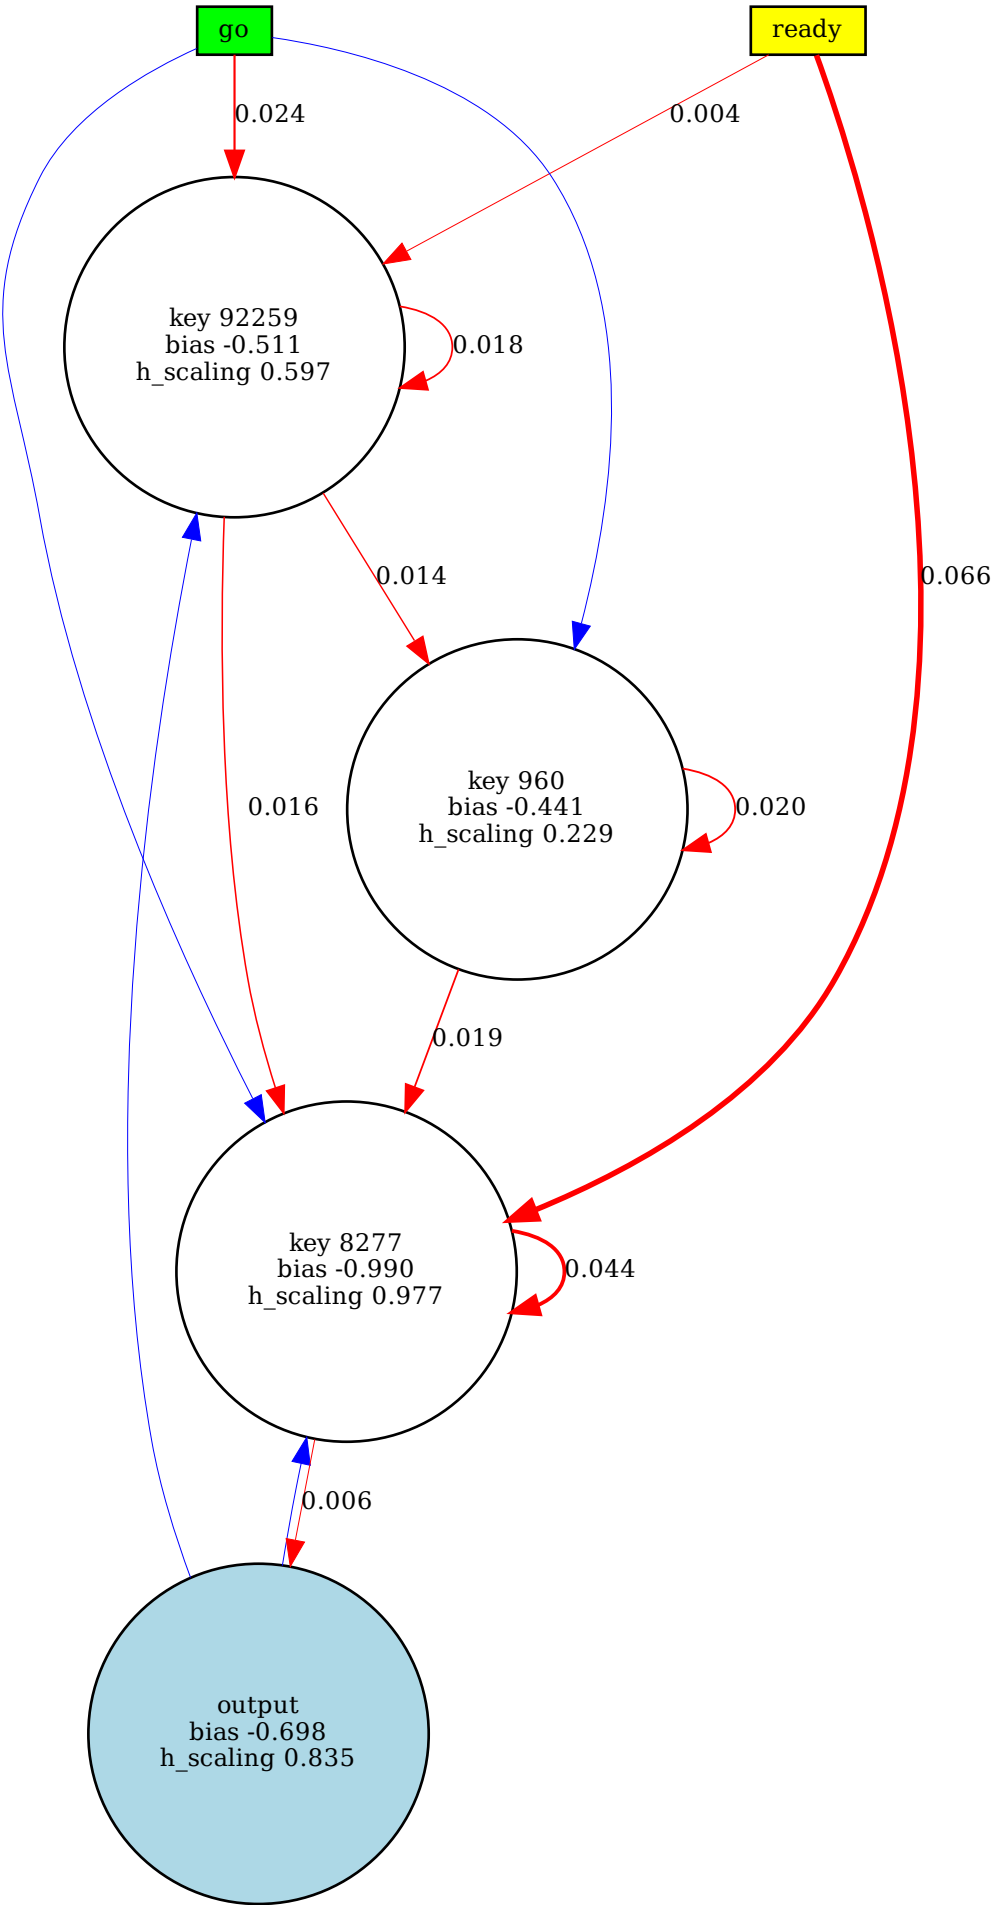 go
ready
0.024
0.004
key 92259
bias -0.511
h_scaling 0.597
0.018
0.014
0.066
key 960
bias -0.441
h_scaling 0.229
0.016
0.020
0.019
key 8277
bias -0.990
h_scaling 0.977
0.044
0.006
output
bias -0.698
h_scaling 0.835